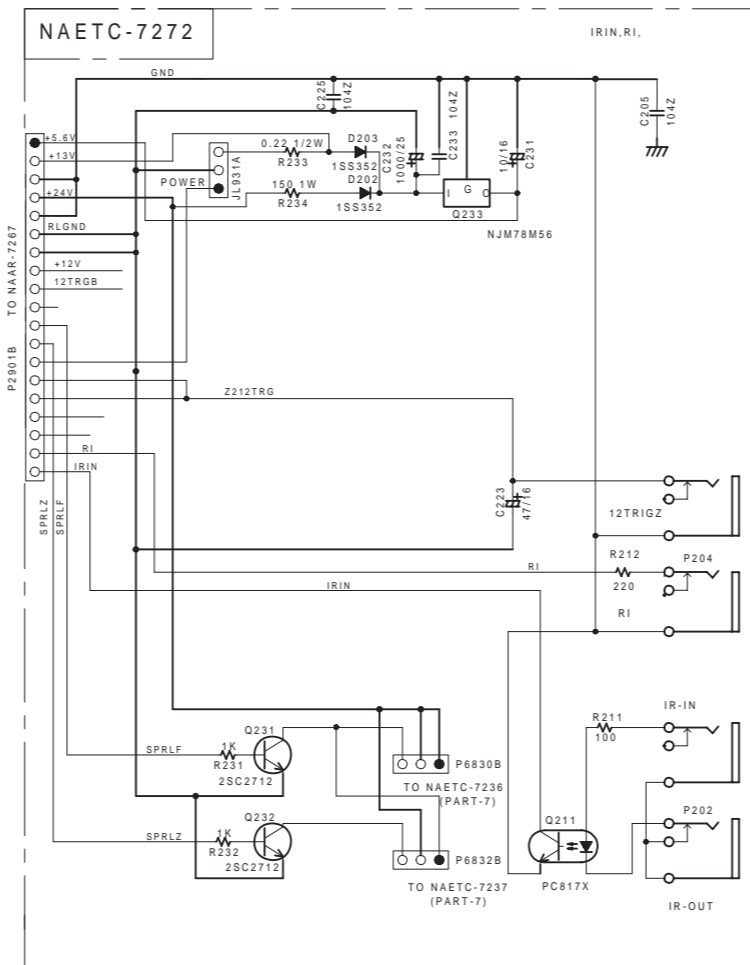 NAETC-7272
IRIN,RI,
GND
C225
104Z
C233
104Z
C205
104Z
+5.6V
+13V
+24V
RLGND
+12V
12TRGB
TO NAAR-7267
P2901B
POWER
JL931A
0.22 1/2W
R233
D203
1SS352
D202
150 1W
R234
1SS352
C232
1000/25
I
G
O
Q233
NJM78M56
10/16
C231
Z212TRG
RI
IRIN
SPRLZ
SPRLF
C223
47/16
12TRIGZ
R212
220
P204
RI
RI
IRIN
IR-IN
R211
100
Q231
SPRLF
1K
R231
2SC2712
P6830B
TO NAETC-7236
(PART-7)
Q232
SPRLZ
1K
R232
2SC2712
P6832B
TO NAETC-7237
(PART-7)
Q211
PC817X
P202
IR-OUT